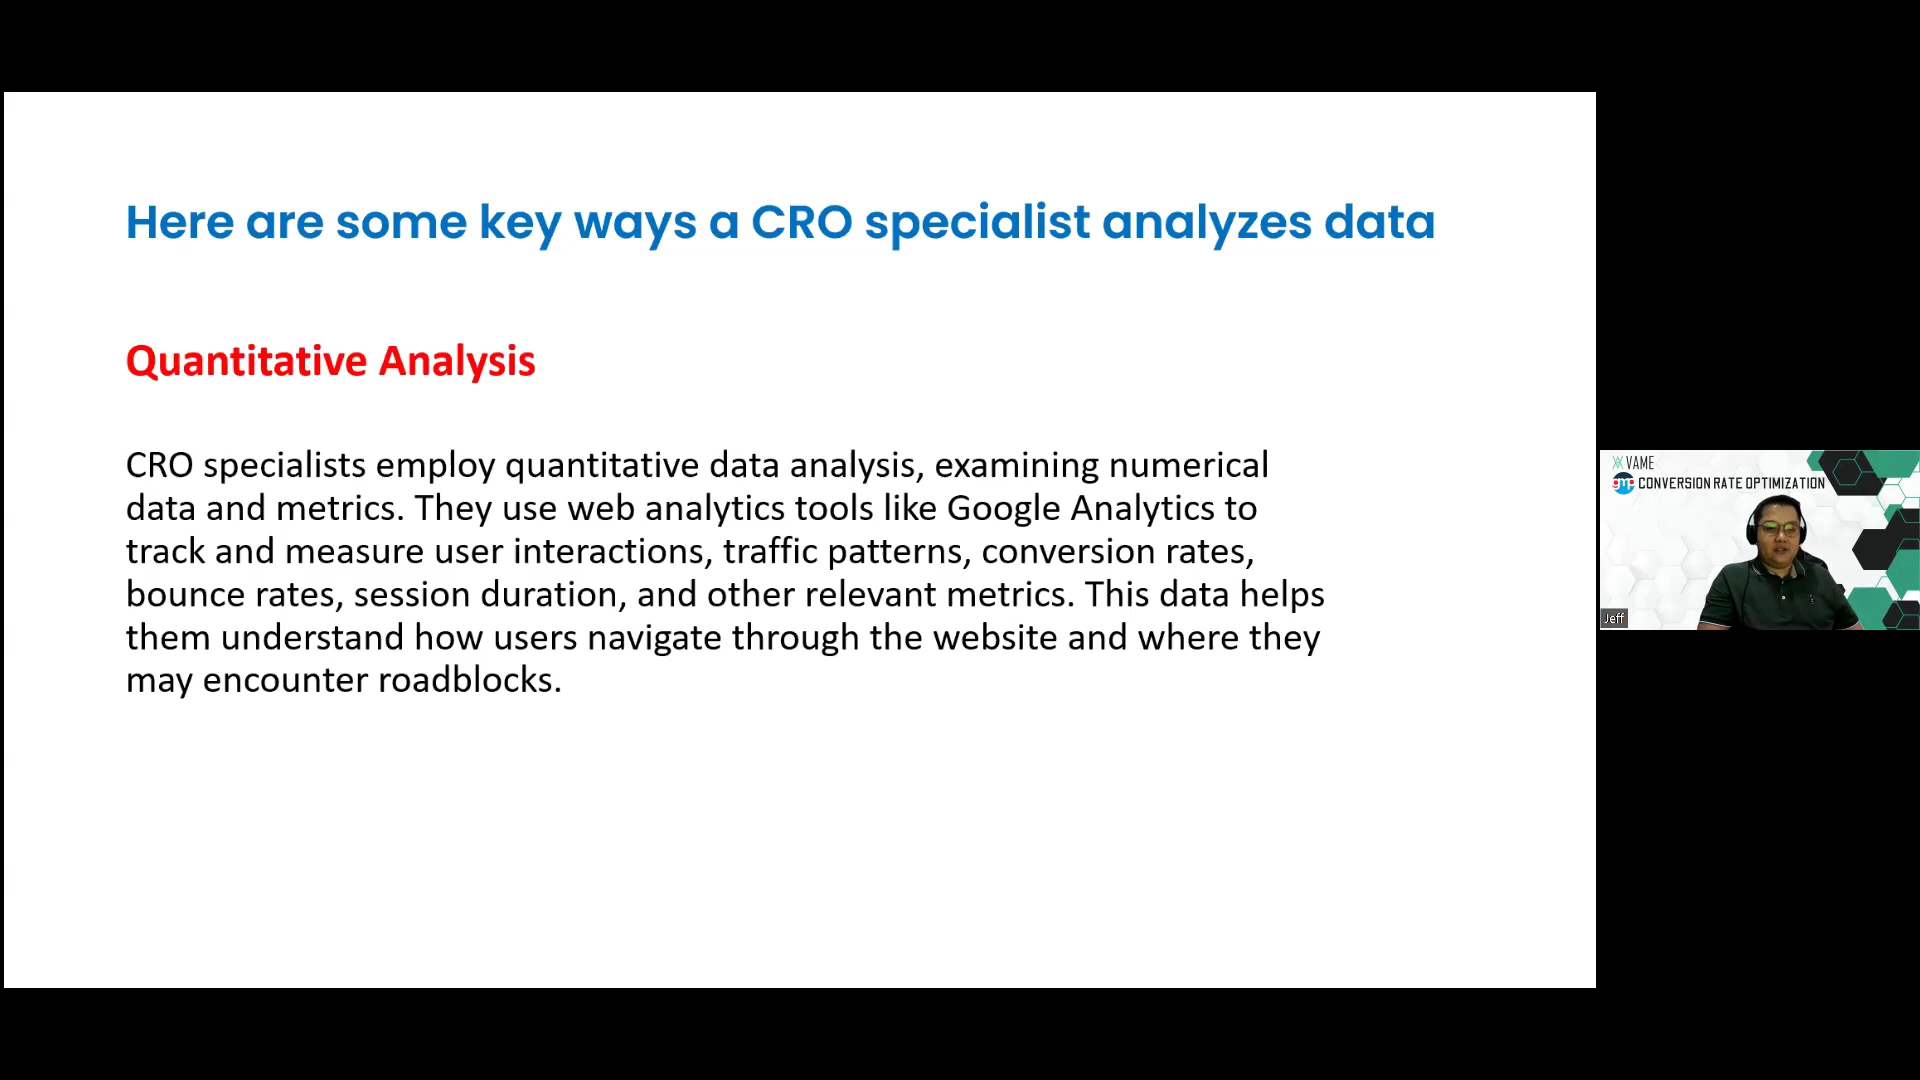 Here are some key ways a CRO specialist analyzes data
Quantitative Analysis
CRO specialists employ quantitative data analysis, examining numerical
data and metrics. They use web analytics tools like Google Analytics to
track and measure user interactions, traffic patterns, conversion rates,
bounce rates, session duration, and other relevant metrics. This data helps
them understand how users navigate through the website and where they
may encounter roadblocks.
VAME
gmp CONVERSION RATE OPTIMIZATION
Jeff